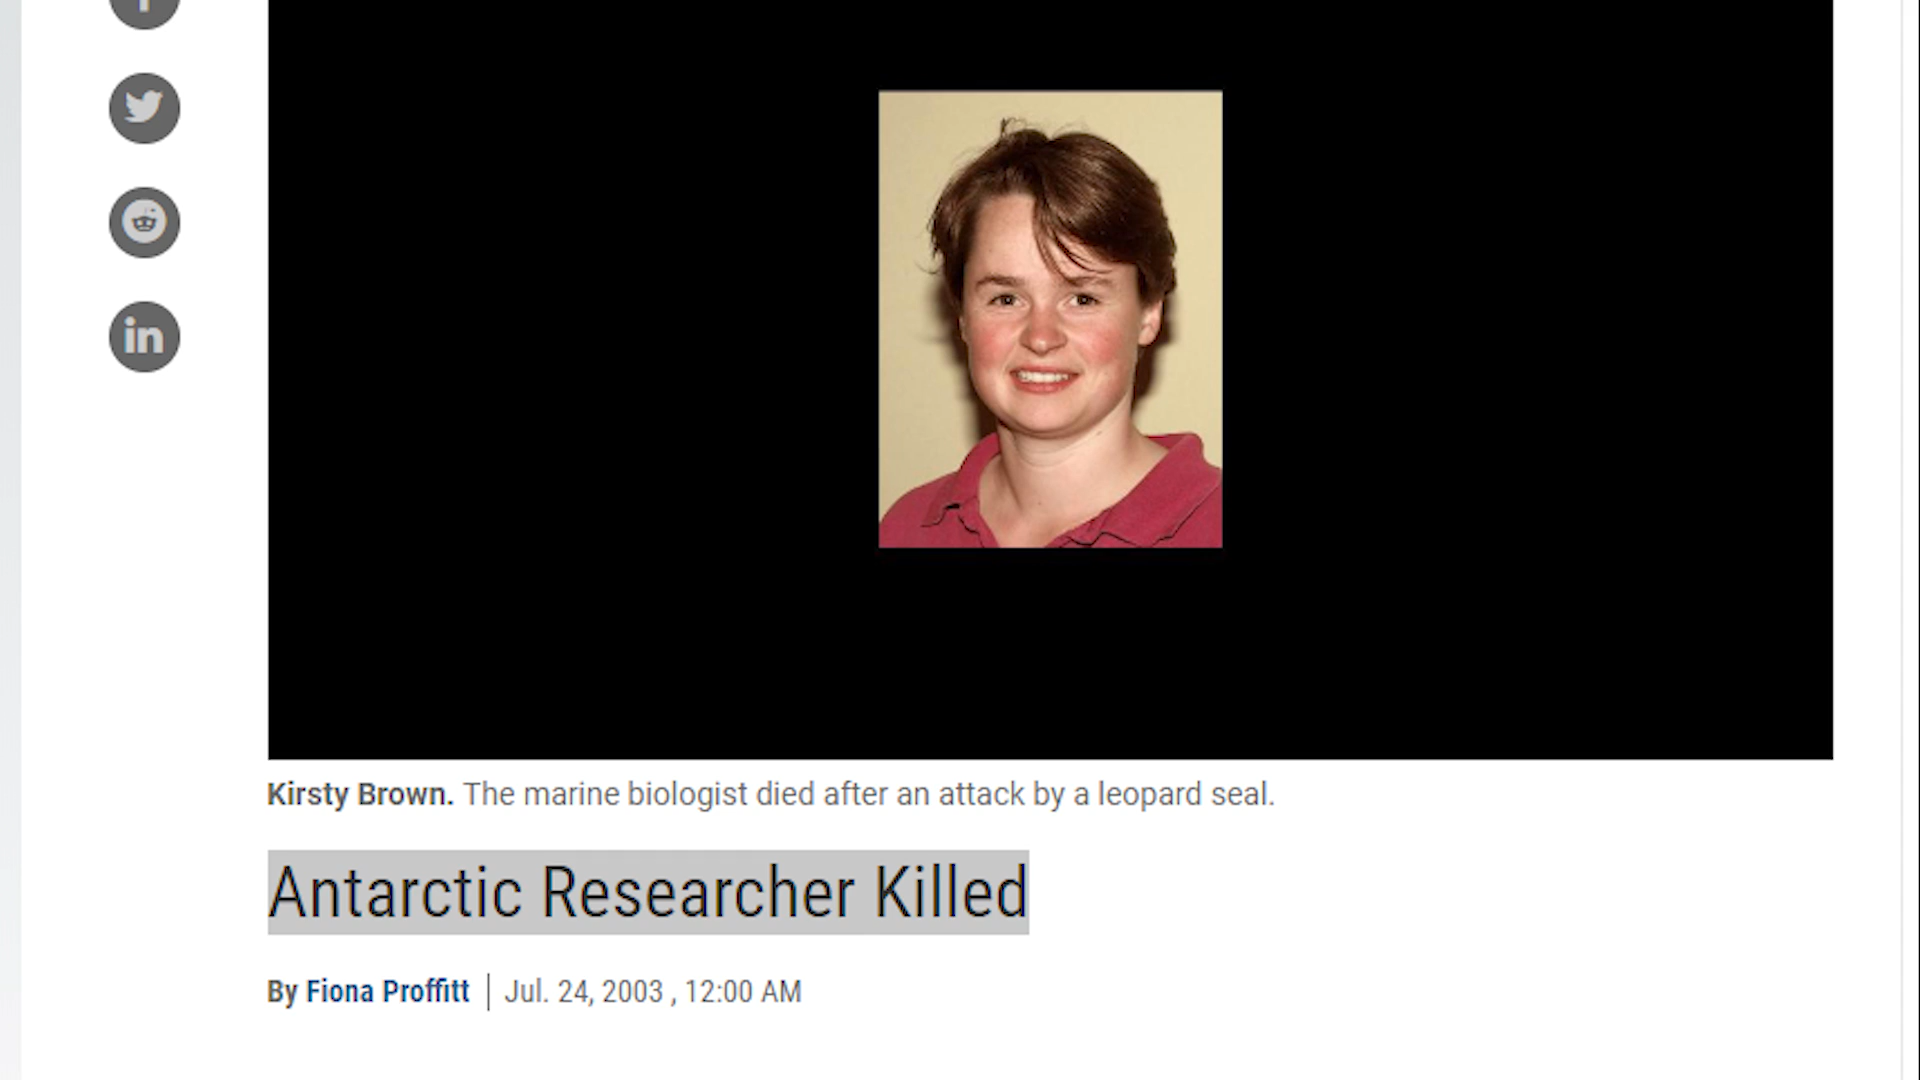 in
Kirsty Brown. The marine biologist died after an attack by a leopard seal.
Antarctic Researcher Killed
By Fiona Proffitt | Jul. 24, 2003 , 12:00 AM